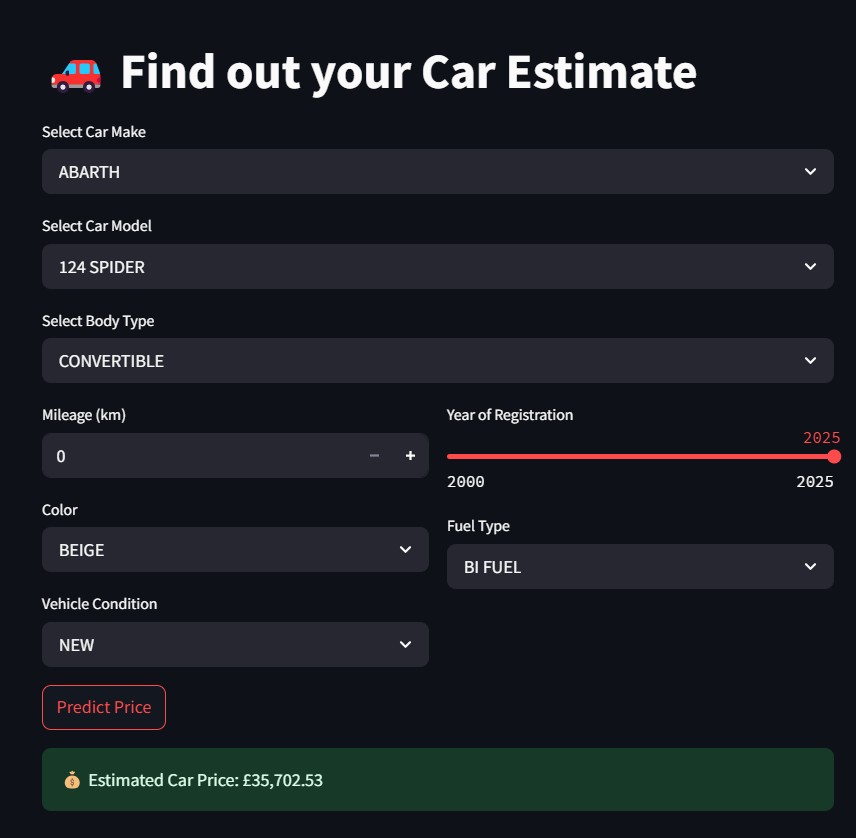 Find out your Car Estimate
Select Car Make
ABARTH
Select Car Model
124 SPIDER
Select Body Type
CONVERTIBLE
Mileage (km)
0
Year of Registration
2025
2000 2025
Color
BEIGE
Fuel Type
BI FUEL
Vehicle Condition
NEW
Predict Price
Estimated Car Price: £35,702.53